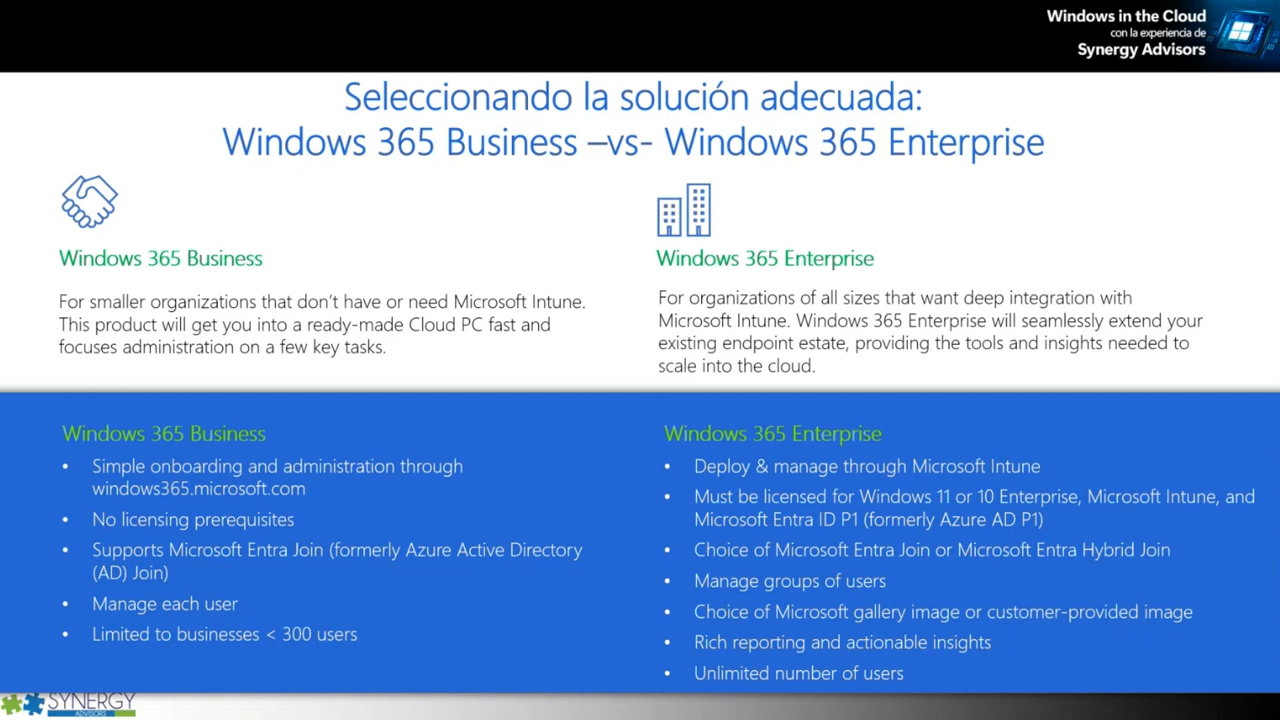 Windows in the Cloud
con la experiencia de
Synergy Advisors
Seleccionando la solución adecuada:
Windows 365 Business –vs- Windows 365 Enterprise
Windows 365 Business
For smaller organizations that don't have or need Microsoft Intune.
This product will get you into a ready-made Cloud PC fast and
focuses administration on a few key tasks.
Windows 365 Enterprise
For organizations of all sizes that want deep integration with
Microsoft Intune. Windows 365 Enterprise will seamlessly extend your
existing endpoint estate, providing the tools and insights needed to
scale into the cloud.
Windows 365 Business
• Simple onboarding and administration through
windows365.microsoft.com
• No licensing prerequisites
• Supports Microsoft Entra Join (formerly Azure Active Directory
(AD) Join)
• Manage each user
• Limited to businesses < 300 users
Windows 365 Enterprise
• Deploy & manage through Microsoft Intune
• Must be licensed for Windows 11 or 10 Enterprise, Microsoft Intune, and
Microsoft Entra ID P1 (formerly Azure AD P1)
• Choice of Microsoft Entra Join or Microsoft Entra Hybrid Join
• Manage groups of users
• Choice of Microsoft gallery image or customer-provided image
• Rich reporting and actionable insights
• Unlimited number of users
SYNERGY
ADVISORS